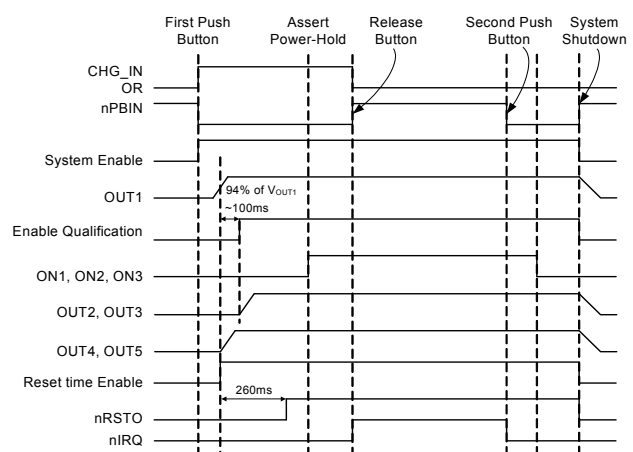 First Push
Button
Assert
Power-Hold
Release
Button
Second Push
Button
System
Shutdown
CHG_IN
OR
nPBIN
System Enable
OUT1
94% of VOUT1
~100ms
Enable Qualification
ON1, ON2, ON3
OUT2, OUT3
OUT4, OUT5
Reset time Enable
260ms
nRSTO
nIRQ